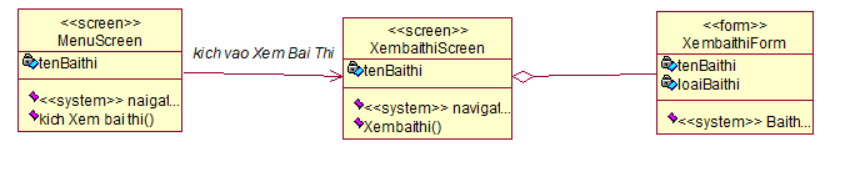 <<screen>>
MenuScreen
tenBaithi
<<system>> naigat...
kich Xem bai thi()
kich vao Xem Bai Thi
<<screen>>
XembaithiScreen
tenBaithi
<<system>> navigat...
Xembaithi()
<<form>>
XembaithiForm
tenBaithi
loaiBaithi
<<system>> Baith...